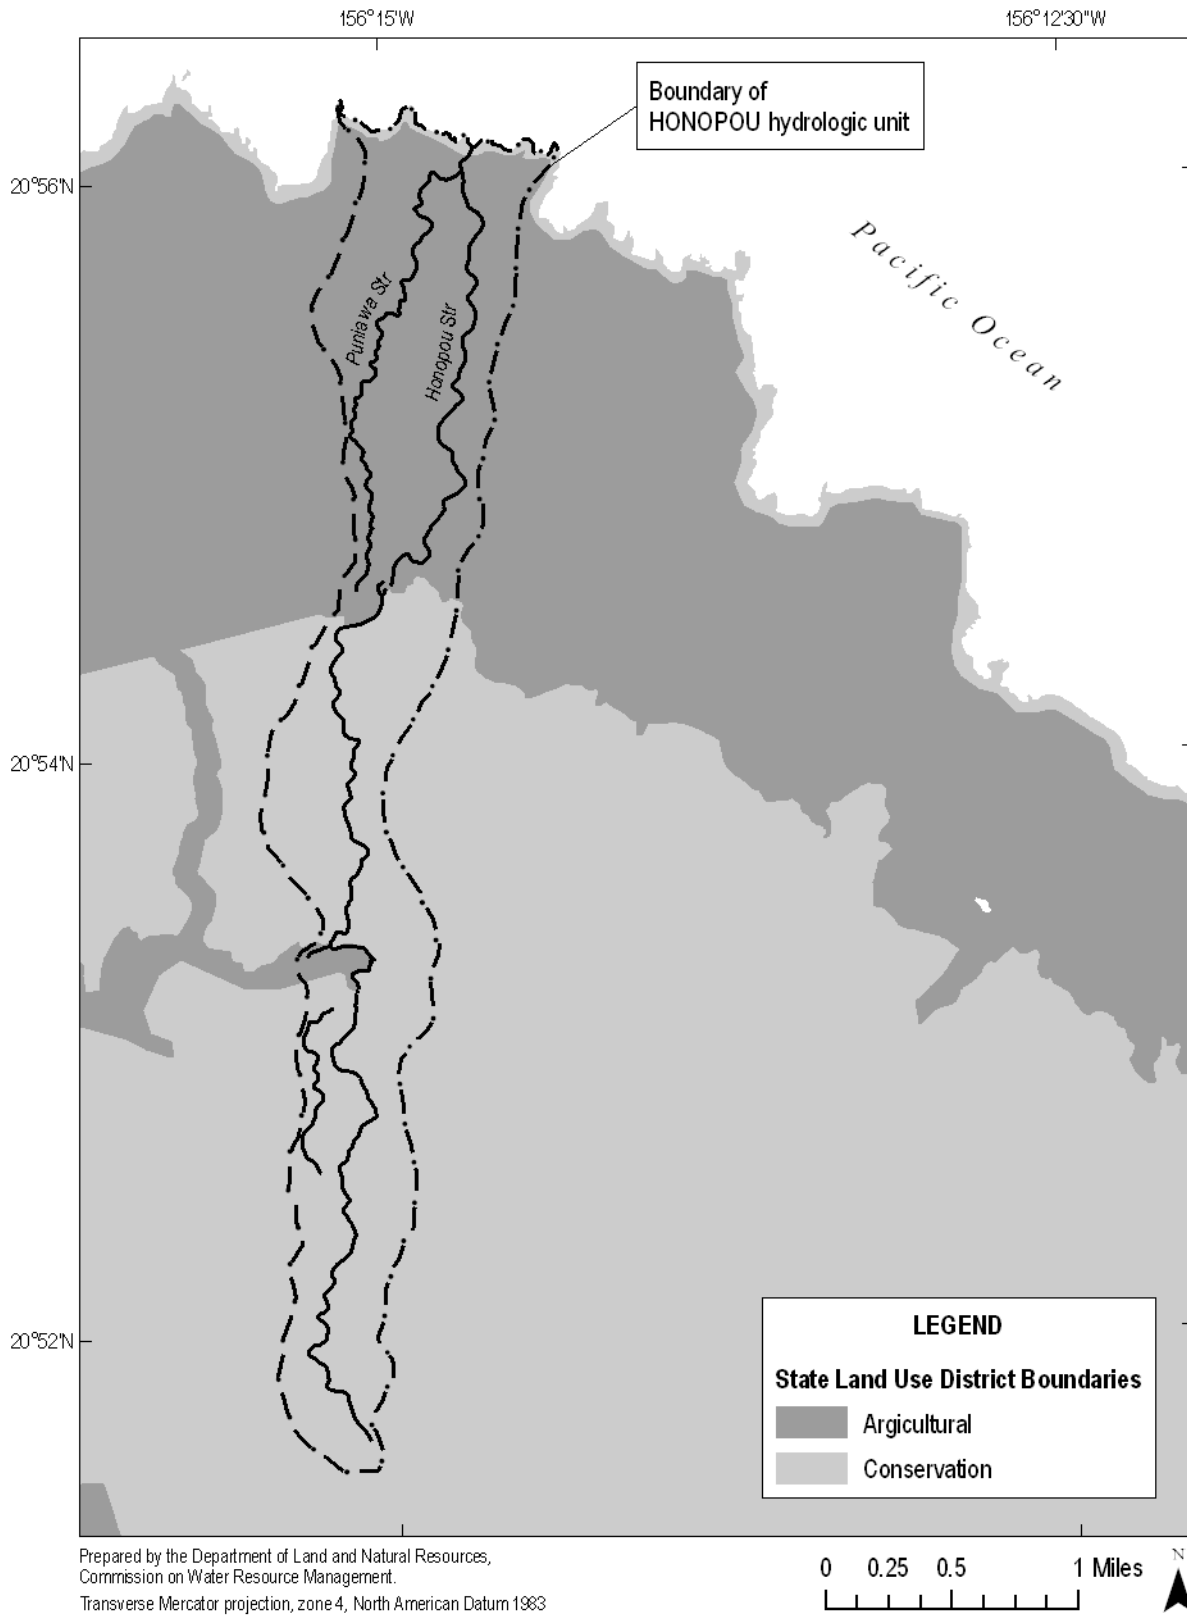 156°15'W
156°12'30"W
Boundary of
HONOPOU hydrologic unit
20°56'N
Pacific Ocean
Puniawa Str
Honopou Str
20°54'N
20°52'N
LEGEND
State Land Use District Boundaries
Argicultural
Conservation
Prepared by the Department of Land and Natural Resources,
Commission on Water Resource Management.
Transverse Mercator projection, zone 4, North American Datum 1983
0 0.25 0.5 1 Miles
N